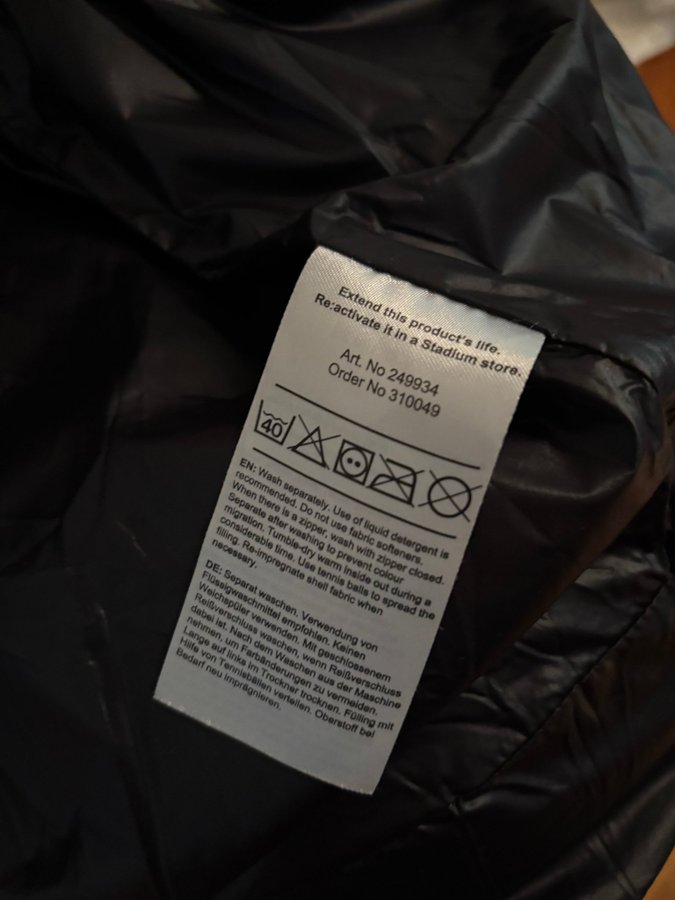 Extend this product's life.
Re:activate it in a Stadium store.
Art. No 249934
Order No 310049
40
EN: Wash separately. Use of liquid detergent is
recommended. Do not use fabric softeners.
When there is a zipper, wash with zipper closed.
Separate after washing to prevent colour
migration. Tumble-dry warm inside out during a
considerable time. Use tennis balls to spread the
filling. Re-impregnate shell fabric when
necessary.
DE: Separat waschen. Verwendung von
Flüssigwaschmittel empfohlen. Keinen
Weichspüler verwenden. Mit geschlossenem
Reißverschluss waschen, wenn Reißverschluss
dabei ist. Nach dem Waschen aus der Maschine
nehmen, um Farbänderungen zu vermeiden.
Lange auf links im Trockner trocknen. Fülling mit
Hilfe von Tennisbällen verteilen. Oberstoff bei
Bedarf neu imprägnieren.